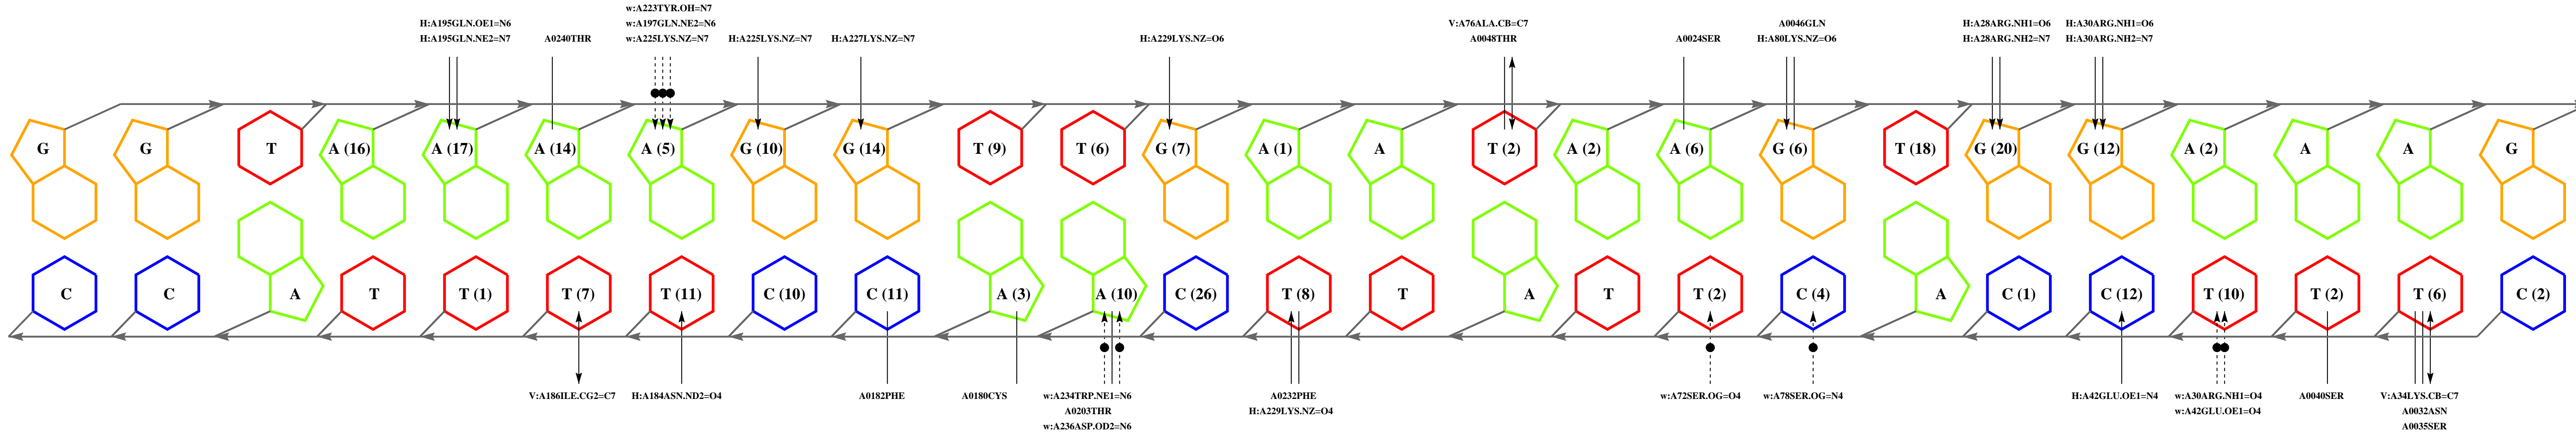 w:A223TYR.OH=N7
H:A195GLN.OE1=N6 w:A197GLN.NE2=N6 V:A76ALA.CB=C7 A0046GLN H:A28ARG.NH1=O6 H:A30ARG.NH1=O6
H:A195GLN.NE2=N7 A0240THR w:A225LYS.NZ=N7 H:A225LYS.NZ=N7 H:A227LYS.NZ=N7 H:A229LYS.NZ=O6 A0048THR A0024SER H:A80LYS.NZ=O6 H:A28ARG.NH2=N7 H:A30ARG.NH2=N7
G G T A (16) A (17) A (14) A (5) G (10) G (14) T (9) T (6) G (7) A (1) A T (2) A (2) A (6) G (6) T (18) G (20) G (12) A (2) A A G
C C A T T (1) T (7) T (11) C (10) C (11) A (3) A (10) C (26) T (8) T A T T (2) C (4) A C (1) C (12) T (10) T (2) T (6) C (2)
V:A186ILE.CG2=C7 H:A184ASN.ND2=O4 A0182PHE A0180CYS w:A234TRP.NE1=N6 A0232PHE w:A72SER.OG=O4 w:A78SER.OG=N4 H:A42GLU.OE1=N4 w:A30ARG.NH1=O4 A0040SER V:A34LYS.CB=C7
A0203THR H:A229LYS.NZ=O4 w:A42GLU.OE1=O4 A0032ASN
w:A236ASP.OD2=N6 A0035SER